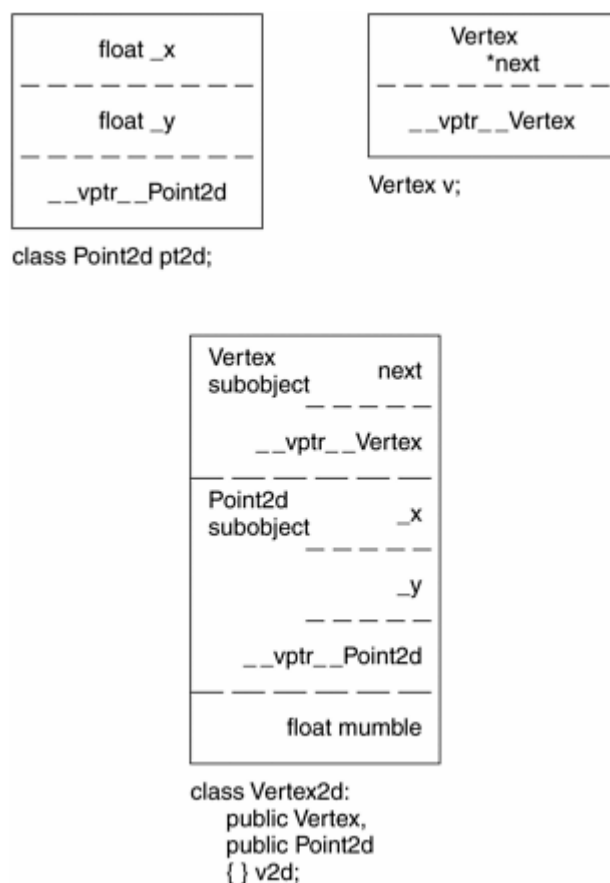 float _x
float _y
__vptr__Point2d
class Point2d pt2d;
Vertex
*next
__vptr__Vertex
Vertex v;
Vertex
subobject next
__vptr__Vertex
Point2d
subobject _x
_y
__vptr__Point2d
float mumble
class Vertex2d:
public Vertex,
public Point2d
{ } v2d;